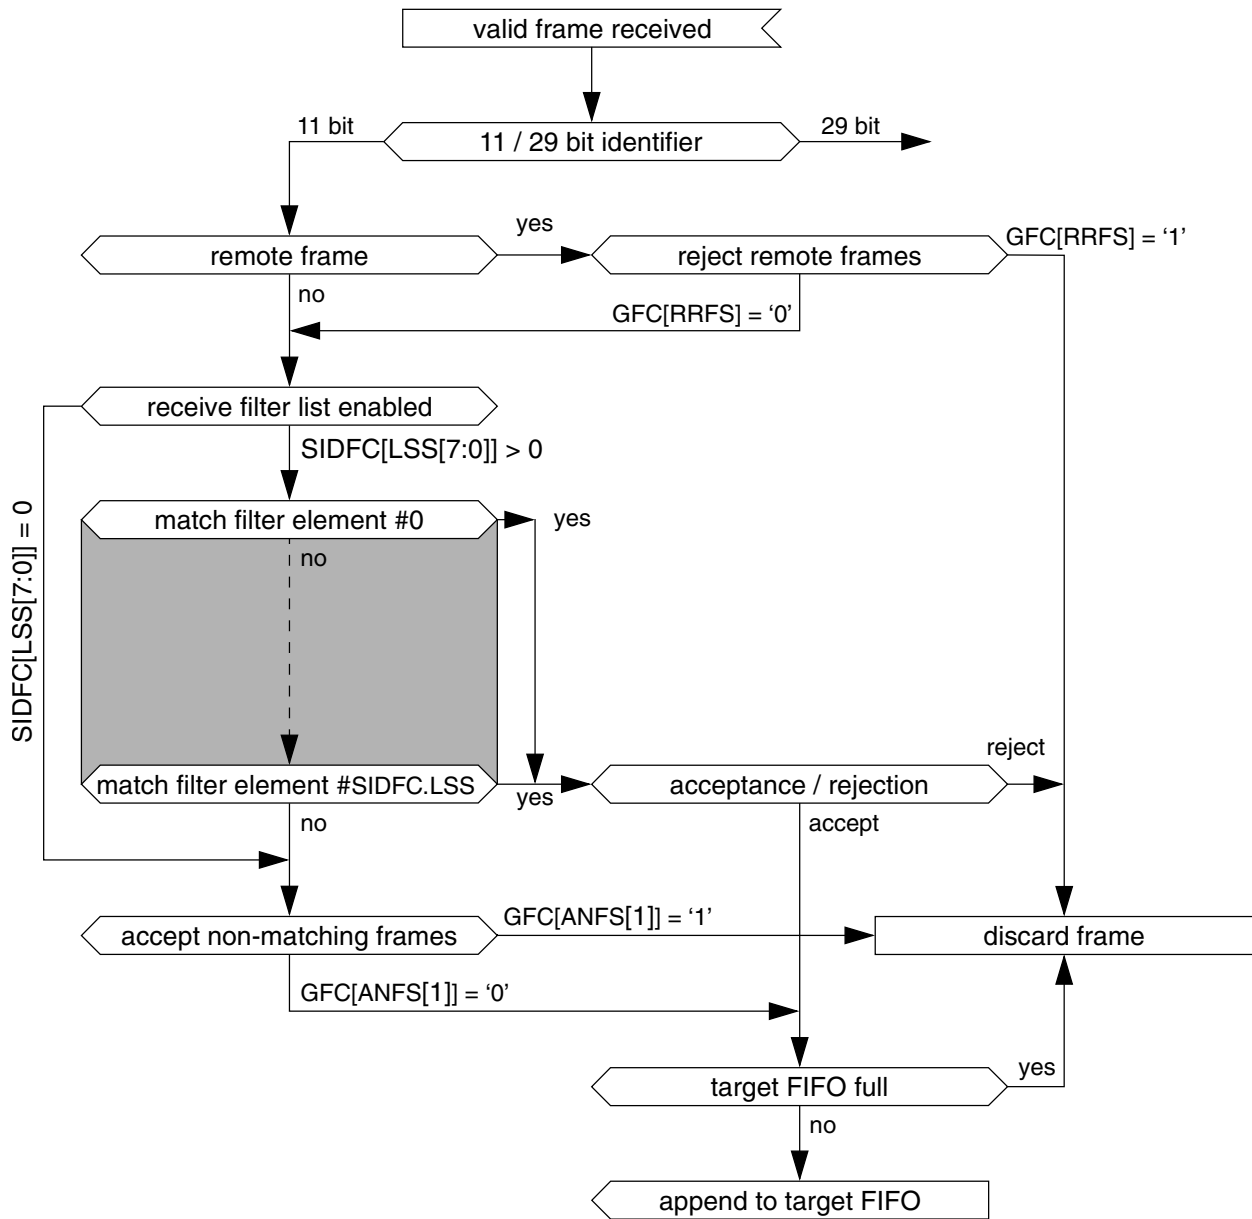 valid frame received
11 bit
11 / 29 bit identifier
29 bit
remote frame
yes
reject remote frames
GFC[RRFS] = ‘1’
no
GFC[RRFS] = ‘0’
receive filter list enabled
SIDFC[LSS[7:0]] > 0
SIDFC[LSS[7:0]] = 0
match filter element #0
yes
no
match filter element #SIDFC.LSS
yes
acceptance / rejection
reject
no
accept
accept non-matching frames
GFC[ANFS[1]] = ‘1’
discard frame
GFC[ANFS[1]] = ‘0’
target FIFO full
yes
no
append to target FIFO